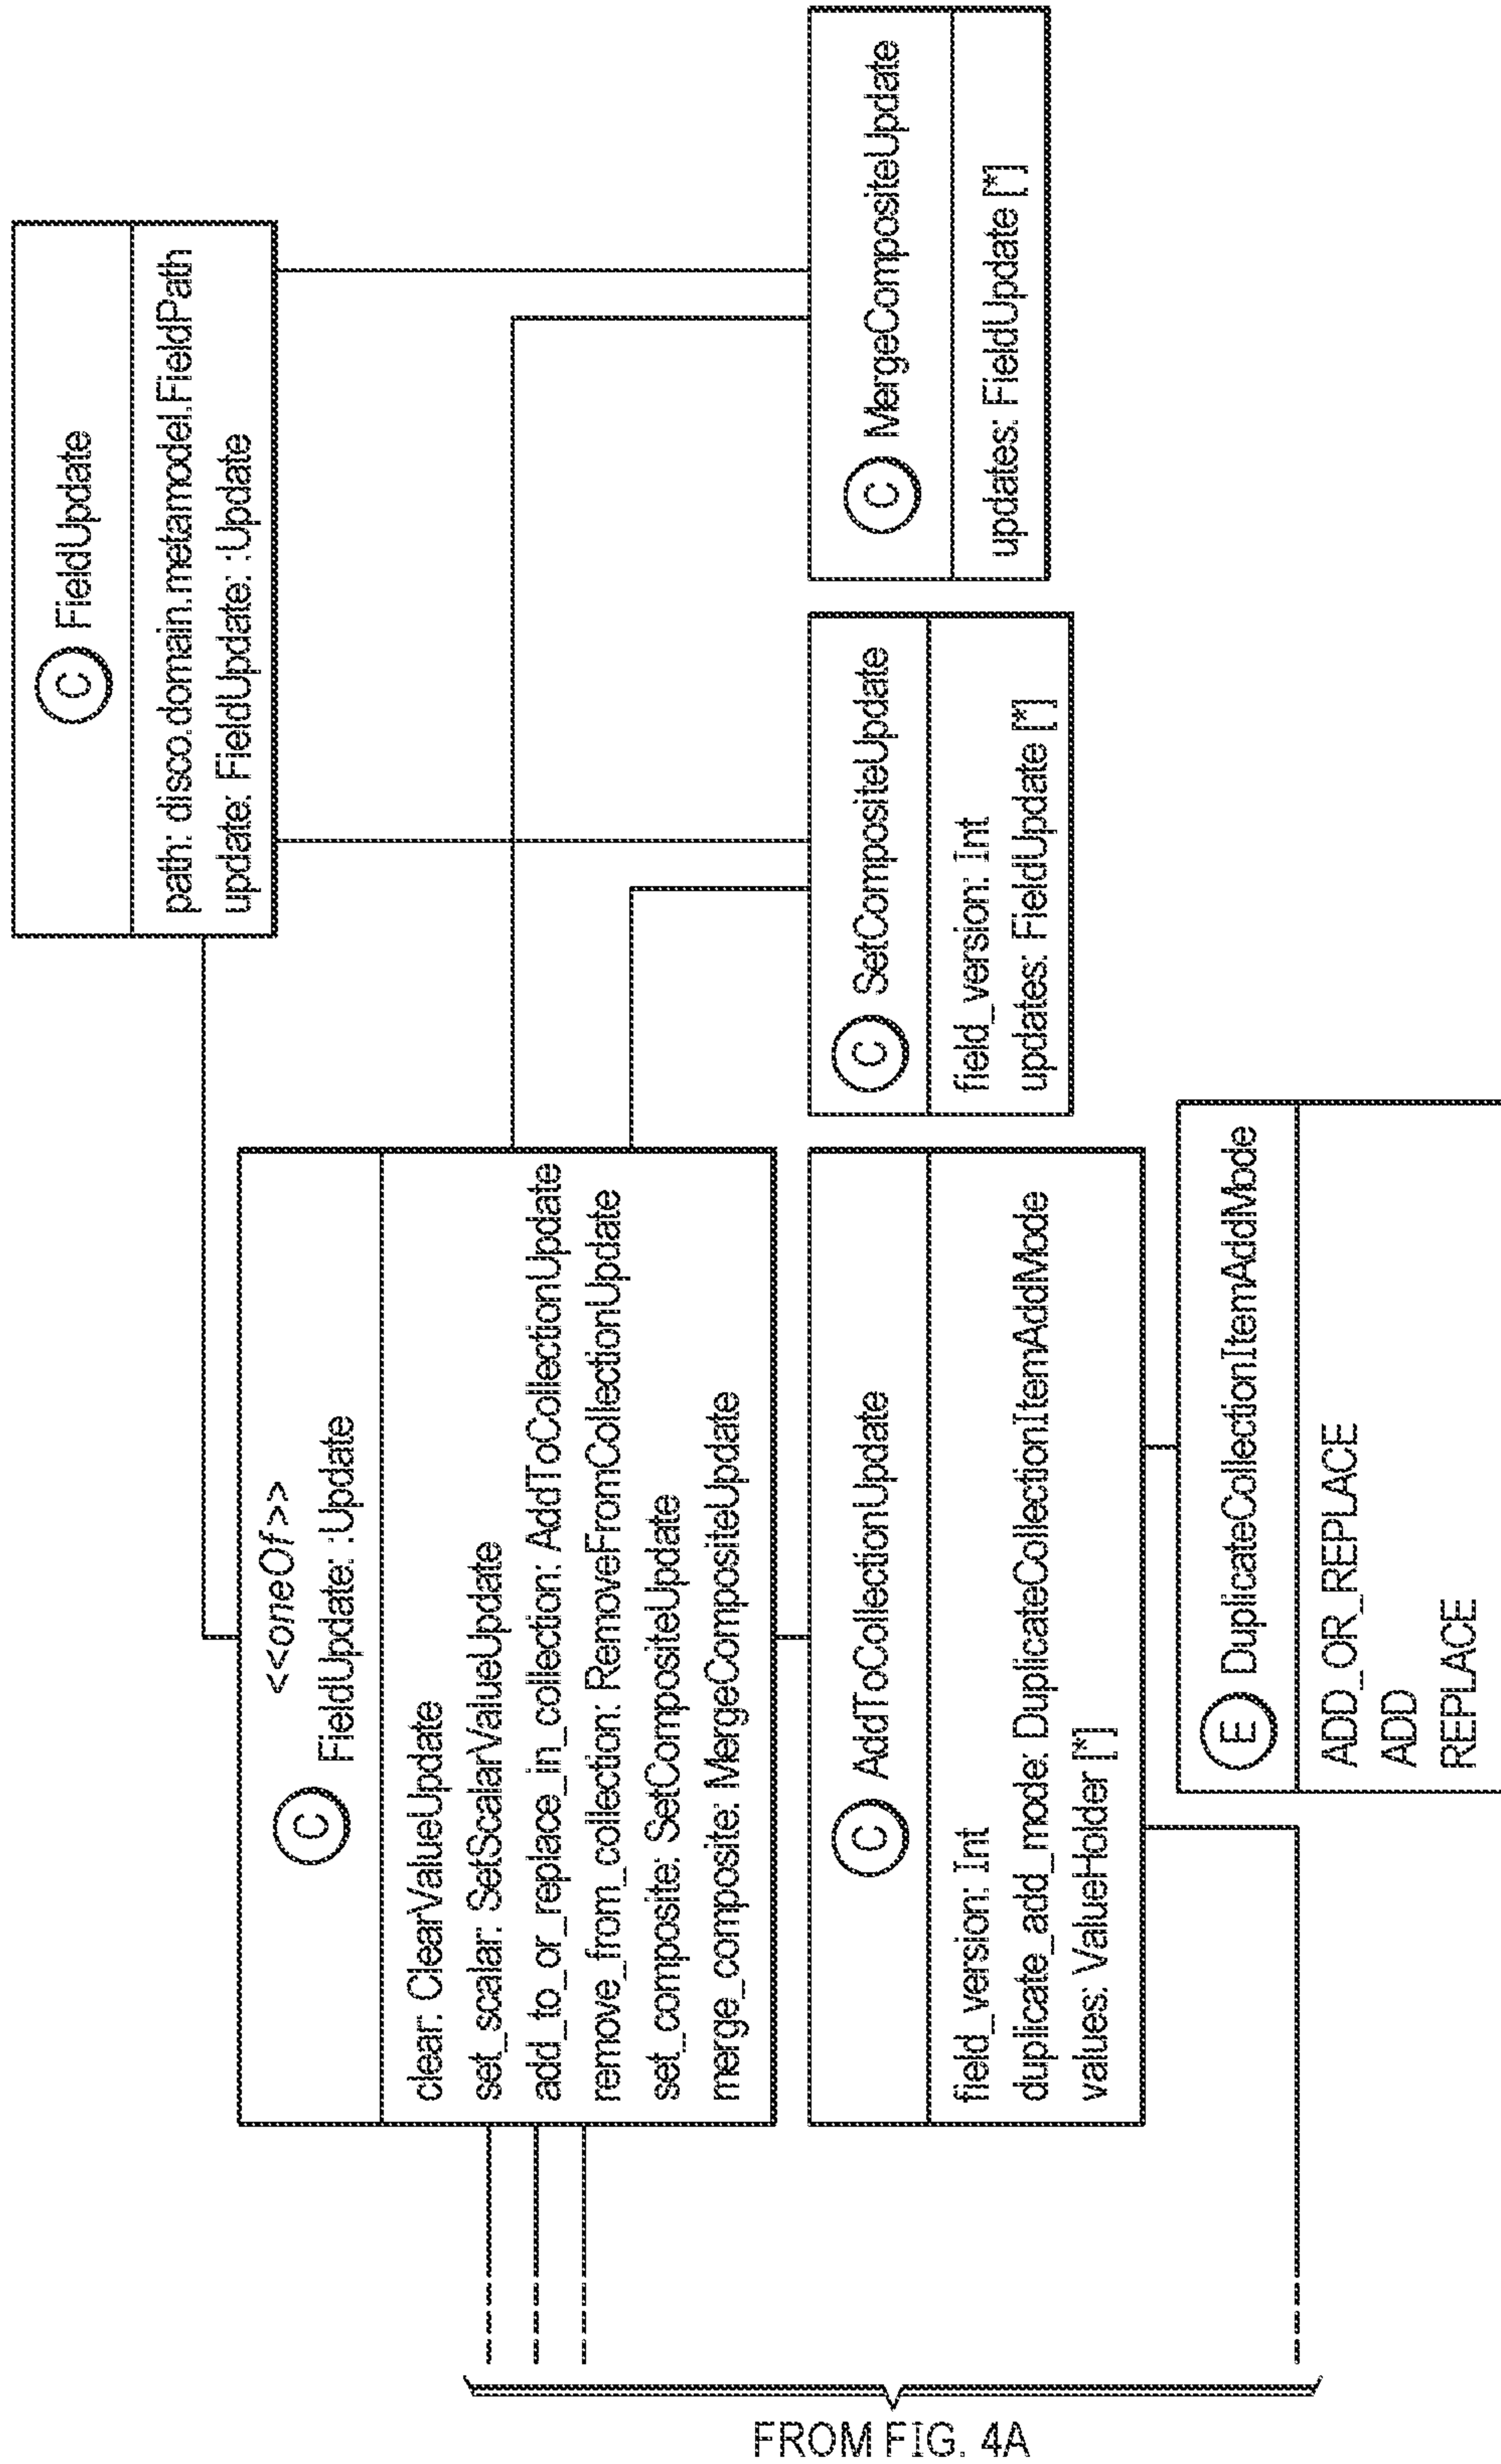 C FieldUpdate
path: disco.domain.metamodel.FieldPath
update: FieldUpdate: :Update
<<oneOf>>
C FieldUpdate: :Update
clear: ClearValueUpdate
set_scalar: SetScalarValueUpdate
add_to_or_replace_in_collection: AddToCollectionUpdate
remove_from_collection: RemoveFromCollectionUpdate
set_composite: SetCompositeUpdate
merge_composite: MergeCompositeUpdate
C AddToCollectionUpdate
field_version: Int
duplicate_add_mode: DuplicateCollectionItemAddMode
values: ValueHolder [*]
C SetCompositeUpdate
field_version: Int
updates: FieldUpdate [*]
C MergeCompositeUpdate
updates: FieldUpdate [*]
E DuplicateCollectionItemAddMode
ADD_OR_REPLACE
ADD
REPLACE
FROM FIG. 4A